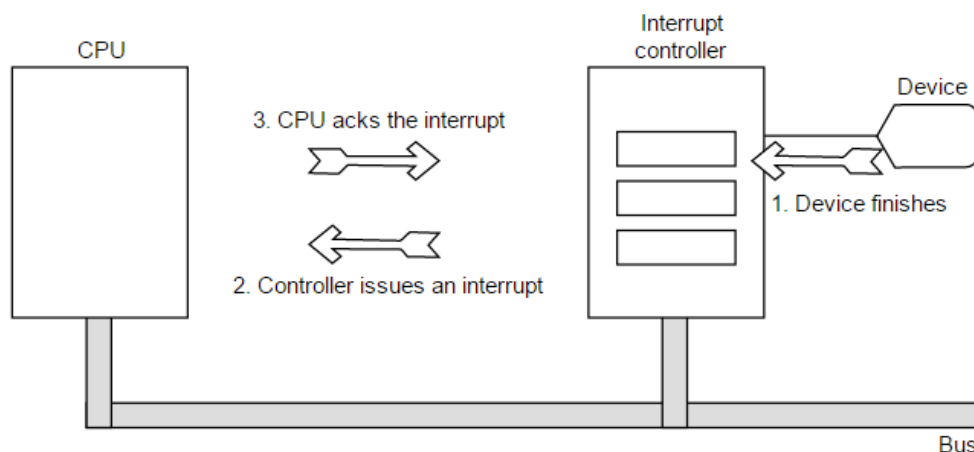 CPU
Interrupt
controller
Device
3. CPU acks the interrupt
1. Device finishes
2. Controller issues an interrupt
Bus